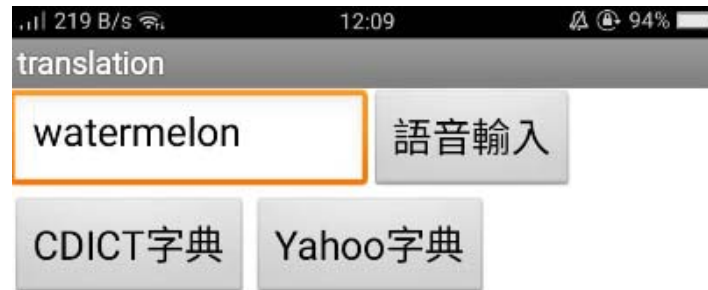 219 B/s 12:09 94%
translation
watermelon 語音輸入
CDICT字典 Yahoo字典